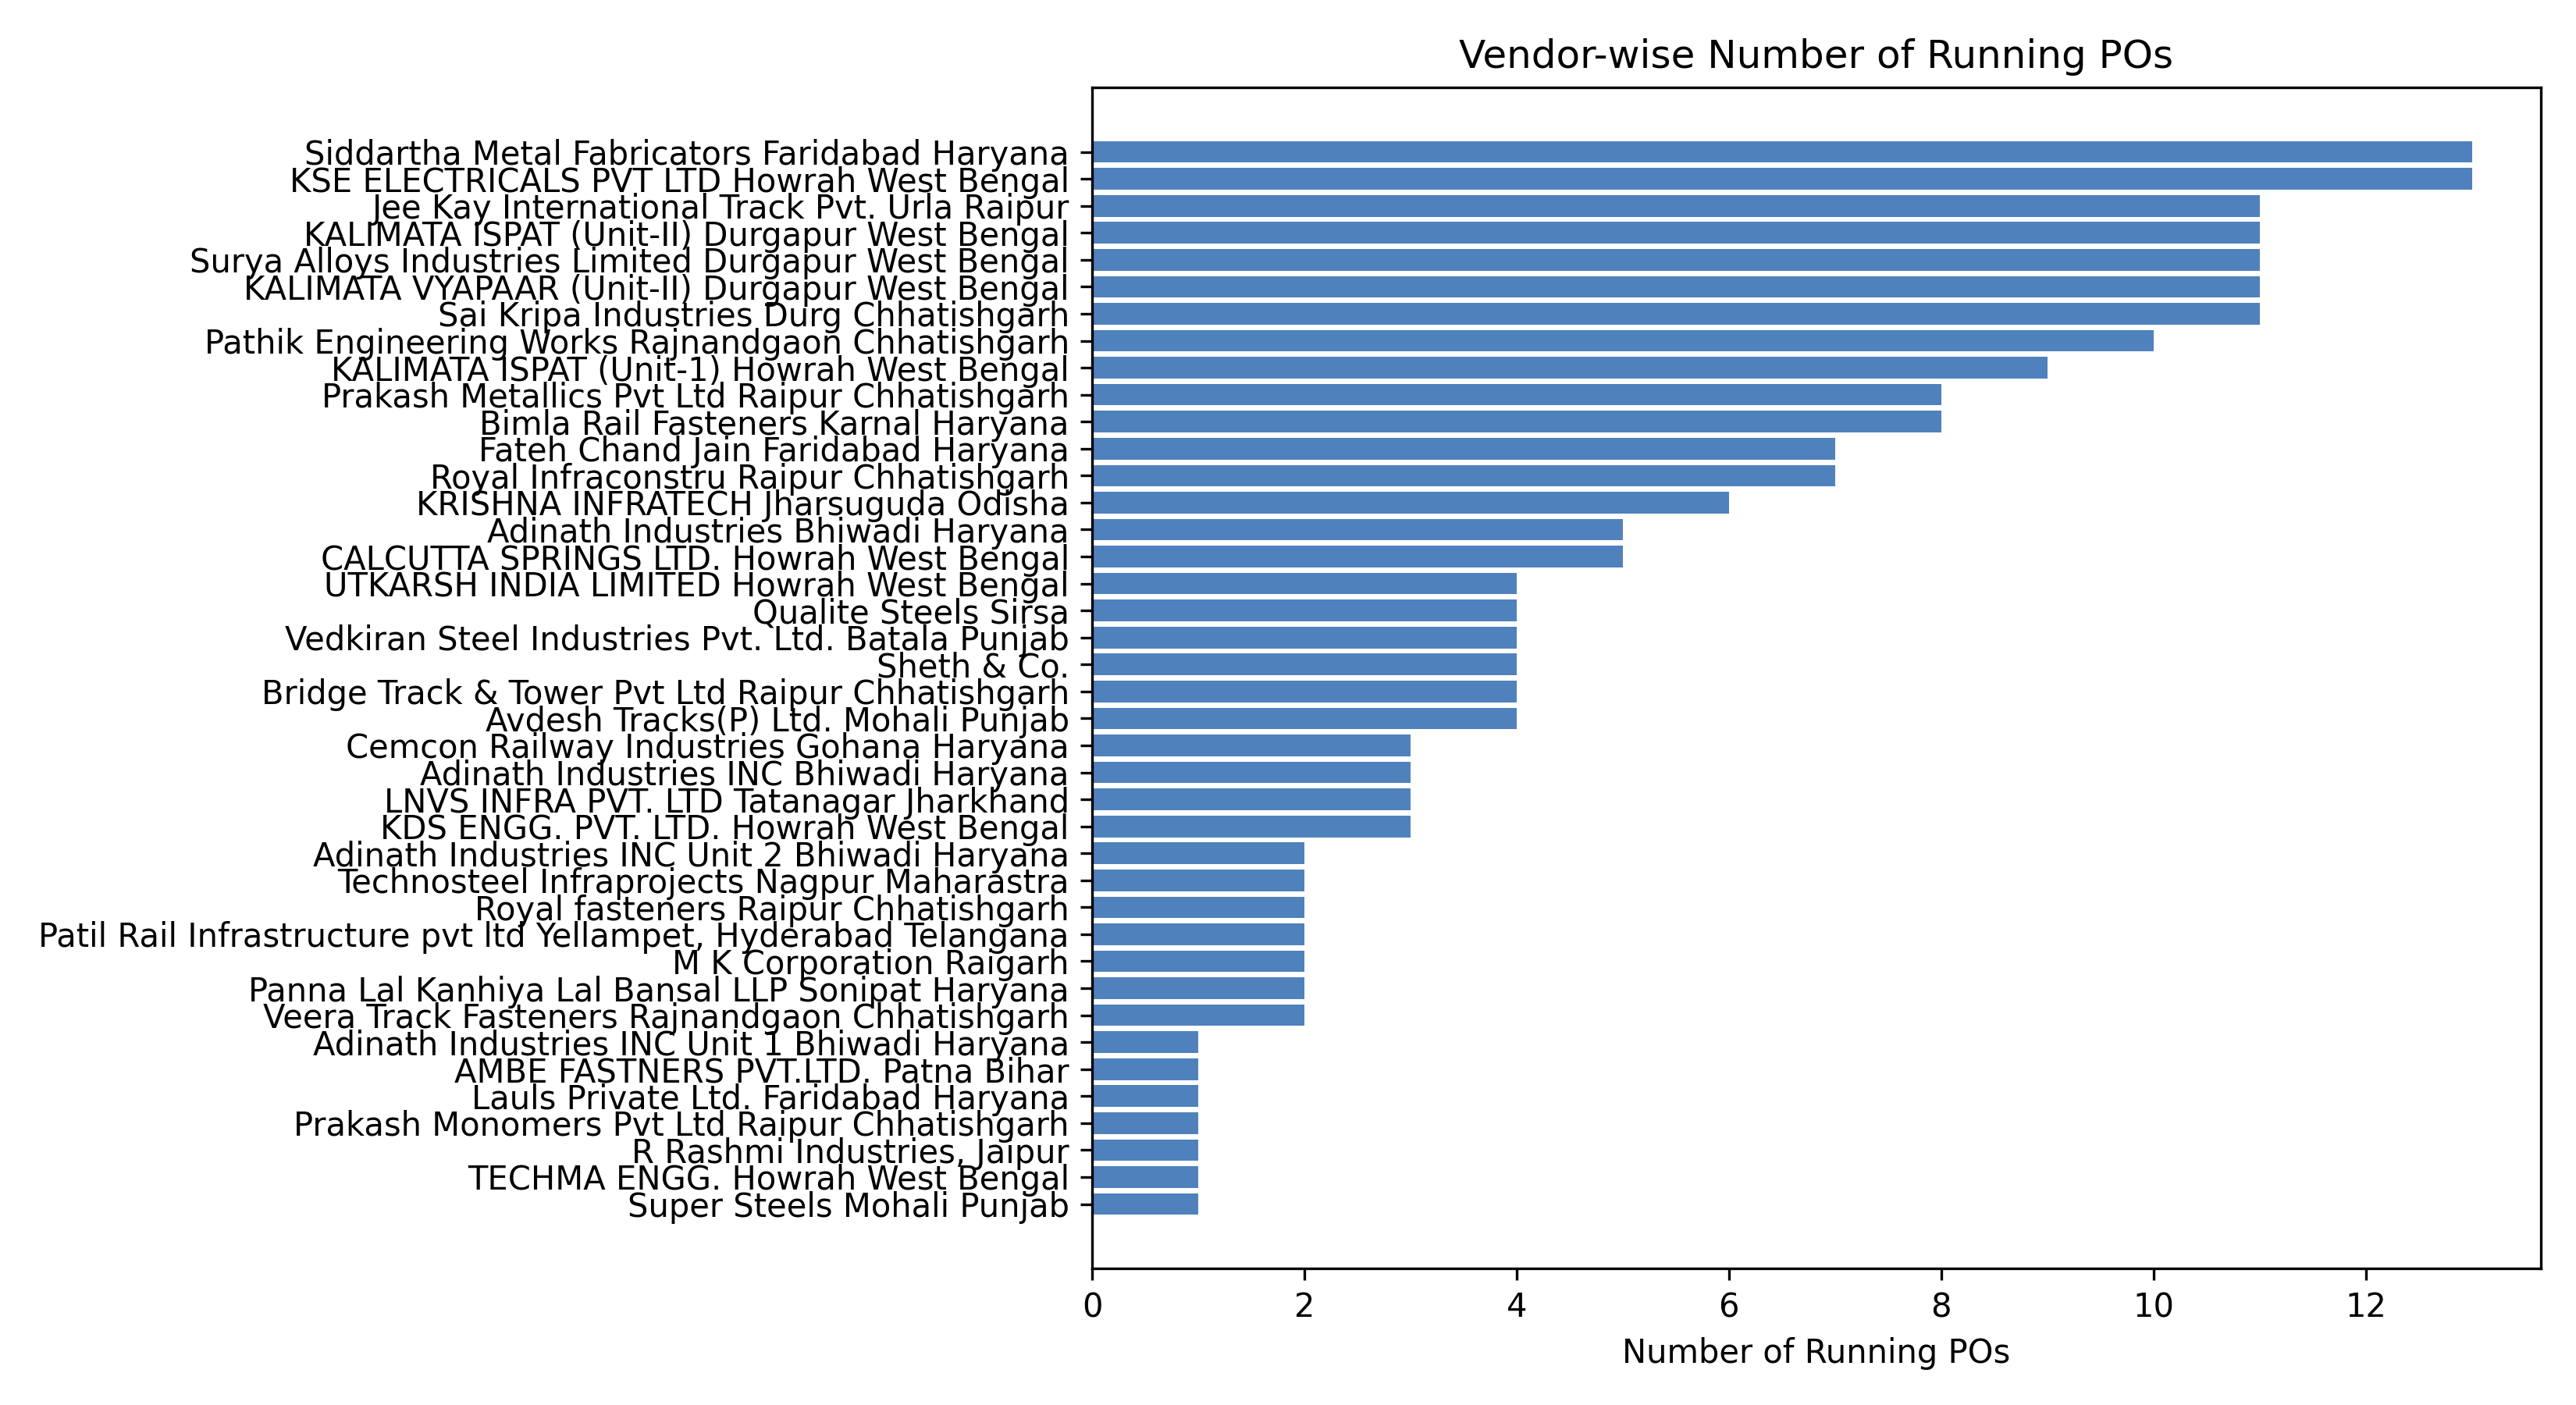 Vendor-wise Number of Running POs
Siddartha Metal Fabricators Faridabad Haryana
KSE ELECTRICALS PVT LTD Howrah West Bengal
Jee Kay International Track Pvt. Urla Raipur
KALIMATA ISPAT (Unit-II) Durgapur West Bengal
Surya Alloys Industries Limited Durgapur West Bengal
KALIMATA VYAPAAR (Unit-II) Durgapur West Bengal
Sai Kripa Industries Durg Chhatishgarh
Pathik Engineering Works Rajnandgaon Chhatishgarh
KALIMATA ISPAT (Unit-1) Howrah West Bengal
Prakash Metallics Pvt Ltd Raipur Chhatishgarh
Bimla Rail Fasteners Karnal Haryana
Fateh Chand Jain Faridabad Haryana
Royal Infraconstru Raipur Chhatishgarh
KRISHNA INFRATECH Jharsuguda Odisha
Adinath Industries Bhiwadi Haryana
CALCUTTA SPRINGS LTD. Howrah West Bengal
UTKARSH INDIA LIMITED Howrah West Bengal
Qualite Steels Sirsa
Vedkiran Steel Industries Pvt. Ltd. Batala Punjab
Sheth & Co.
Bridge Track & Tower Pvt Ltd Raipur Chhatishgarh
Avdesh Tracks(P) Ltd. Mohali Punjab
Cemcon Railway Industries Gohana Haryana
Adinath Industries INC Bhiwadi Haryana
LNVS INFRA PVT. LTD Tatanagar Jharkhand
KDS ENGG. PVT. LTD. Howrah West Bengal
Adinath Industries INC Unit 2 Bhiwadi Haryana
Technosteel Infraprojects Nagpur Maharastra
Royal fasteners Raipur Chhatishgarh
Patil Rail Infrastructure pvt ltd Yellampet, Hyderabad Telangana
M K Corporation Raigarh
Panna Lal Kanhiya Lal Bansal LLP Sonipat Haryana
Veera Track Fasteners Rajnandgaon Chhatishgarh
Adinath Industries INC Unit 1 Bhiwadi Haryana
AMBE FASTNERS PVT.LTD. Patna Bihar
Lauls Private Ltd. Faridabad Haryana
Prakash Monomers Pvt Ltd Raipur Chhatishgarh
R Rashmi Industries, Jaipur
TECHMA ENGG. Howrah West Bengal
Super Steels Mohali Punjab
0 2 4 6 8 10 12
Number of Running POs